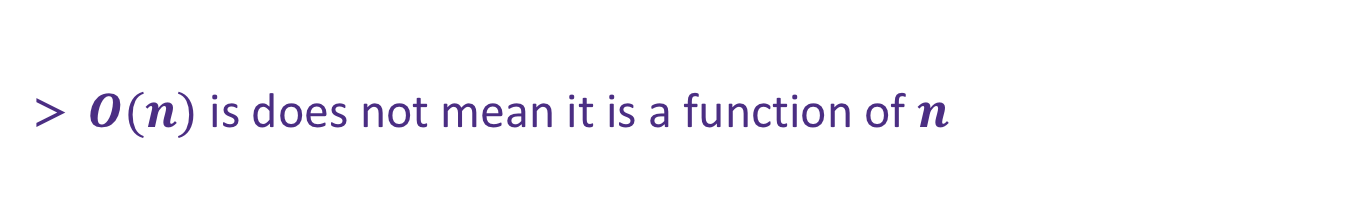 > O(n) is does not mean it is a function of n